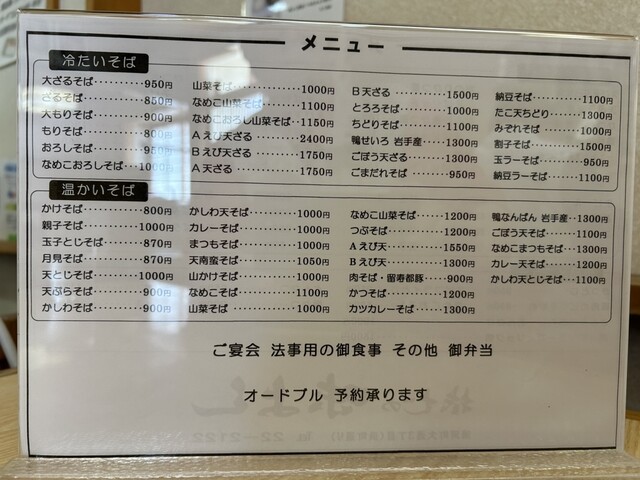 メニュー
冷たいそば
大ざるそば………950円
ざるそば…………850円
大もりそば………900円
もりそば…………800円
おろしそば………950円
なめこおろしそば…1000円
山菜そば…………1000円
なめこ山菜そば……1100円
なめこおろし山菜そば…1150円
Aえび天ざる………2400円
Bえび天ざる………1750円
A天ざる…………1750円
B天ざる…………1500円
とろろそば………1000円
ちどりそば………1100円
鴨せいろ 岩手産…1300円
ごぼう天ざる……1300円
ごまだれそば……950円
納豆そば…………1100円
たこ天ちどり……1300円
みぞれそば………1000円
割子そば…………1500円
玉ラーそば………950円
納豆ラーそば……1100円
温かいそば
かけそば…………800円
親子そば…………1000円
玉子とじそば……870円
月見そば…………870円
天とじそば………1000円
天ぷらそば………900円
かしわそば………900円
かしわ天そば……1000円
カレーそば………1000円
まつもそば………1000円
天南蛮そば………1050円
山かけそば………1000円
なめこそば………1100円
山菜そば…………1000円
なめこ山菜そば…1200円
つぶそば…………1200円
Aえび天…………1550円
Bえび天…………1300円
肉そば・留寿都豚…900円
かつそば…………1200円
カツカレーそば…1300円
鴨なんばん 岩手産…1300円
ごぼう天そば……1100円
なめこまつもそば…1300円
カレー天そば……1200円
かしわ天とじそば…1100円
ご宴会 法事用の御食事 その他 御弁当
オードブル 予約承ります